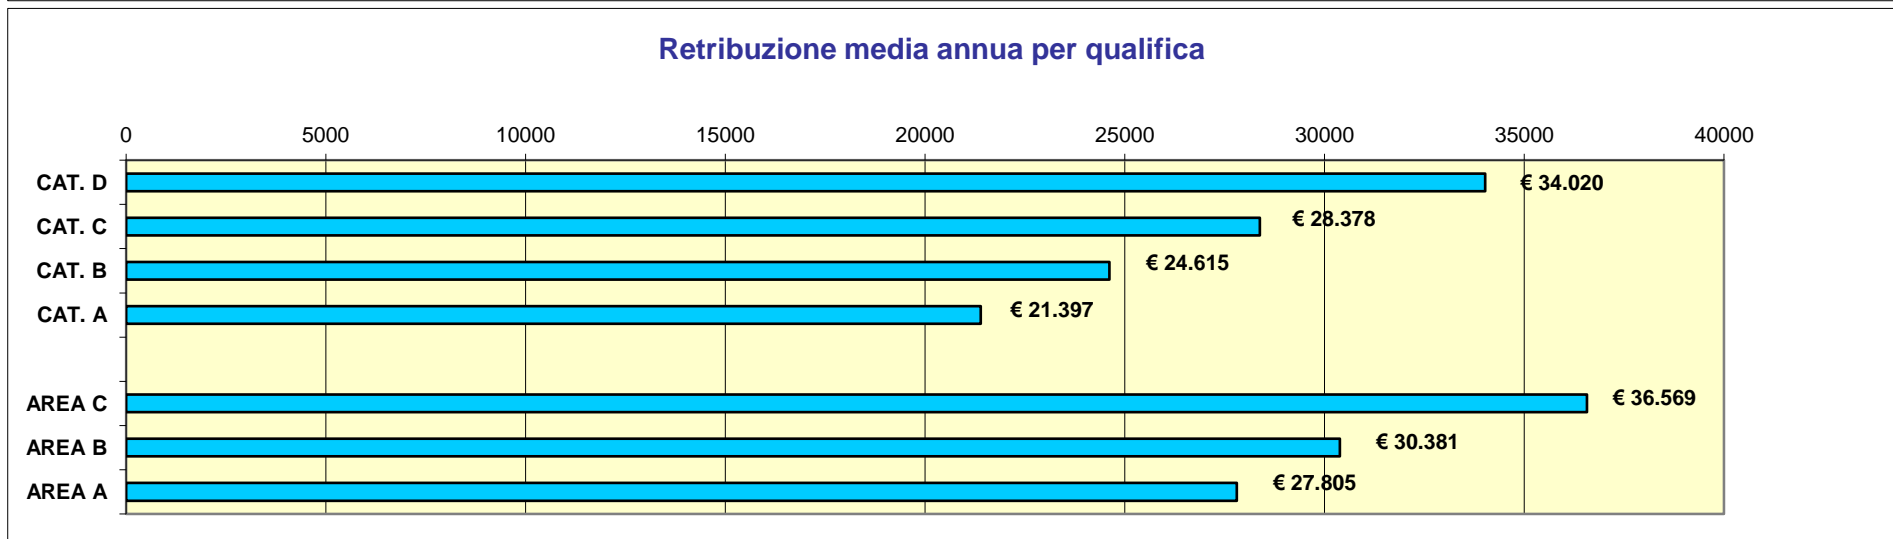 Retribuzione media annua per qualifica
0 5000 10000 15000 20000 25000 30000 35000 40000
CAT. D € 34.020
CAT. C € 28.378
CAT. B € 24.615
CAT. A € 21.397
AREA C € 36.569
AREA B € 30.381
AREA A € 27.805